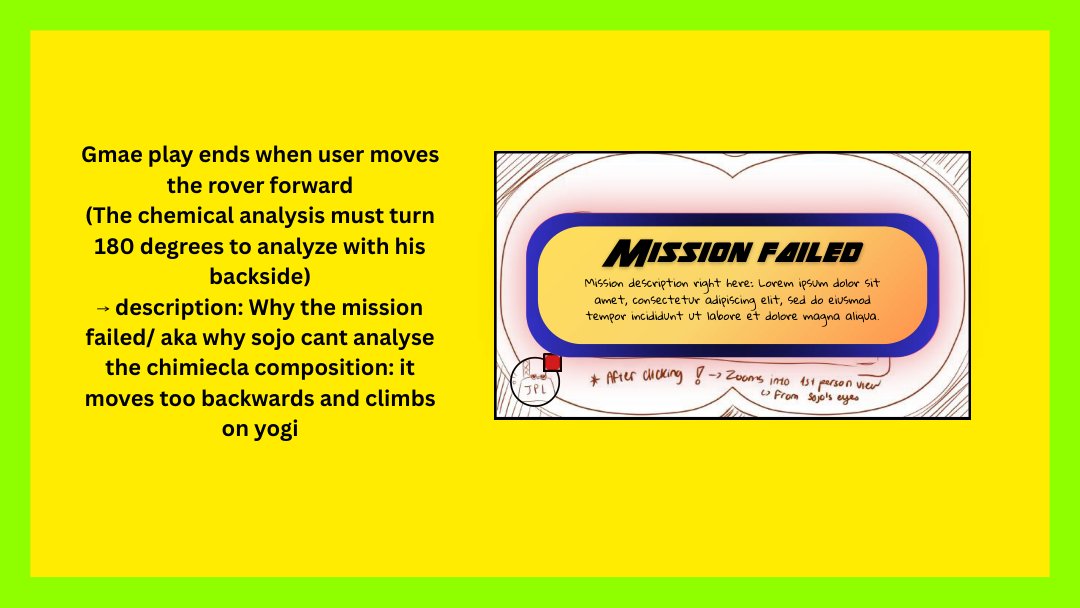 Gmae play ends when user moves
the rover forward
(The chemical analysis must turn
180 degrees to analyze with his
backside)
→ description: Why the mission
failed/ aka why sojo cant analyse
the chimiecla composition: it
moves too backwards and climbs
on yogi
MISSION FAILED
Mission description right here: Lorem ipsum dolor sit
amet, consectetur adipiscing elit, sed do eiusmod
tempor incididunt ut labore et dolore magna aliqua.
JPL
* After clicking ! → Zooms into 1st person view
↳ From Sojo's eyes